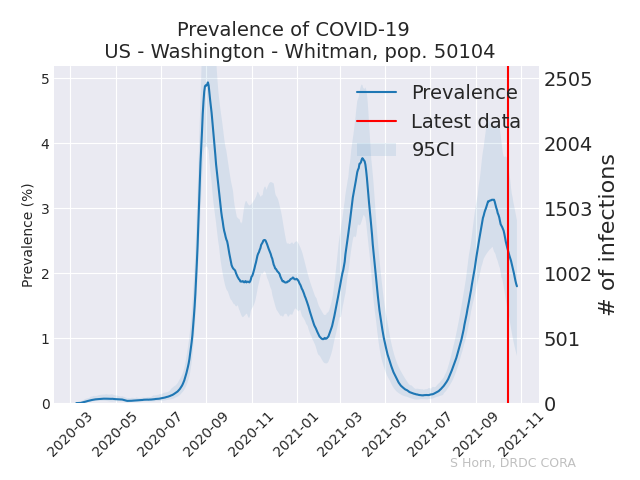 Prevalence of COVID-19
US - Washington - Whitman, pop. 50104
Prevalence
Latest data
95CI
Prevalence (%)
5
4
3
2
1
0
2505
2004
1503
1002
501
0
# of infections
2020-03
2020-05
2020-07
2020-09
2020-11
2021-01
2021-03
2021-05
2021-07
2021-09
2021-11
S Horn, DRDC CORA